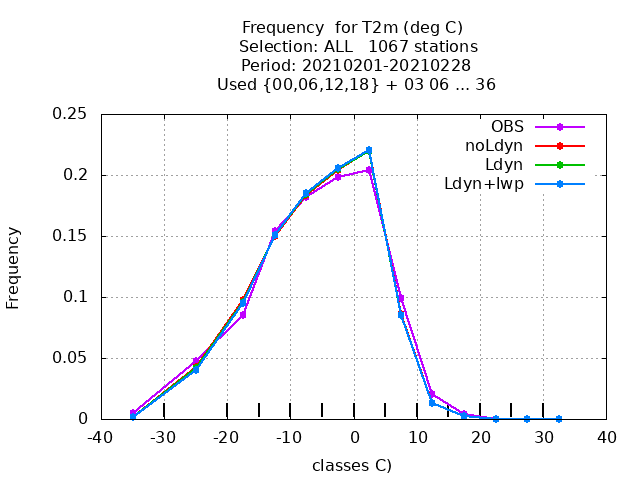 Frequency  for T2m (deg C)
Selection: ALL   1067 stations
Period: 20210201-20210228
Used {00,06,12,18} + 03 06 ... 36
0.25
0.2
0.15
0.1
0.05
0
Frequency
OBS
noLdyn
Ldyn
Ldyn+lwp
-40 -30 -20 -10 0 10 20 30 40
classes C)